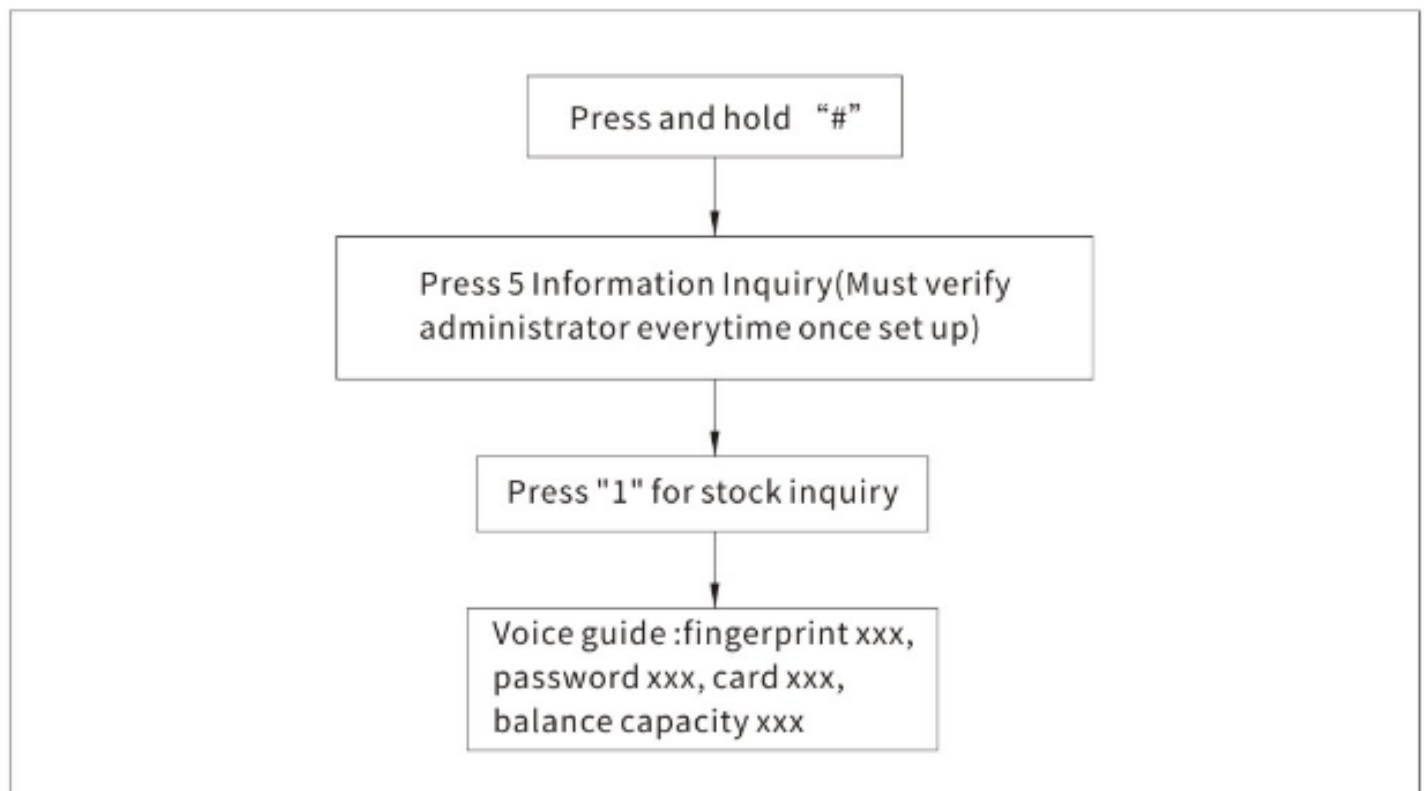 Press and hold “#”
Press 5 Information Inquiry(Must verify
administrator everytime once set up)
Press "1" for stock inquiry
Voice guide :fingerprint xxx,
password xxx, card xxx,
balance capacity xxx